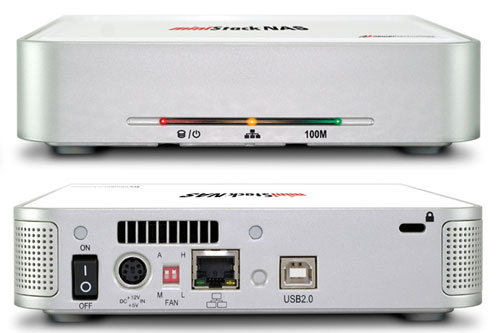 miniStack NAS
100M
miniStack NAS
ON
OFF
I
O
DC +12V IN
+5V
A H
M L
FAN
USB2.0